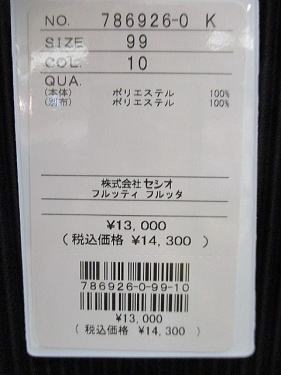 NO. 786926-0 K
SIZE 99
COL. 10
QUA.
(本体) ポリエステル 100%
(別布) ポリエステル 100%
株式会社セシオ
フルッティ フルッタ
¥13,000
(税込価格 ¥14,300)
786926-0-99-10
¥13,000
(税込価格 ¥14,300)